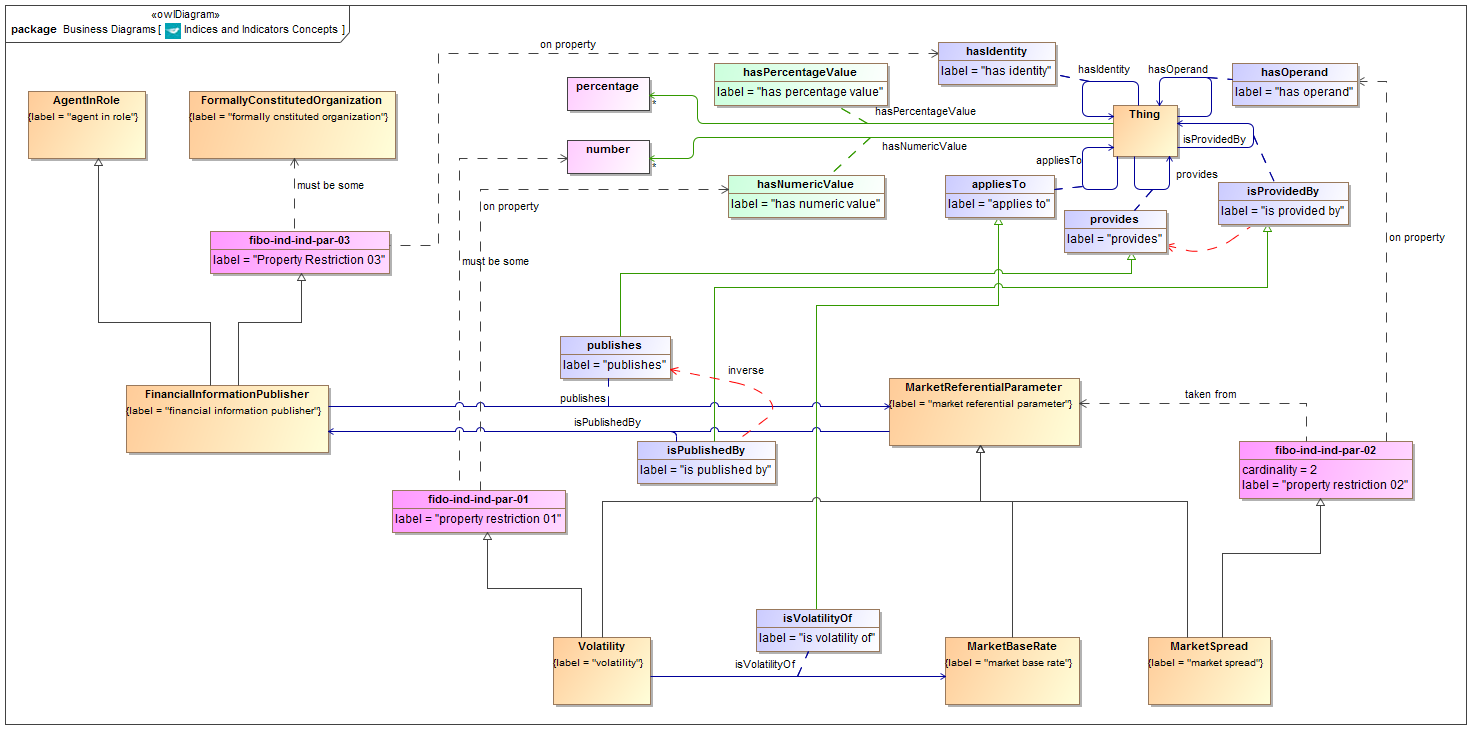 «owlDiagram»
package Business Diagrams [ Indices and Indicators Concepts ]
on property
hasIdentity
label = "has identity"
hasIdentity
hasOperand
hasOperand
label = "has operand"
hasPercentageValue
label = "has percentage value"
percentage
*
hasPercentageValue
Thing
AgentInRole
{label = "agent in role"}
FormallyConstitutedOrganization
{label = "formally cnstituted organization"}
number
*
hasNumericValue
isProvidedBy
appliesTo
provides
must be some
hasNumericValue
label = "has numeric value"
appliesTo
label = "applies to"
isProvidedBy
label = "is provided by"
on property
provides
label = "provides"
on property
fibo-ind-ind-par-03
label = "Property Restriction 03"
must be some
publishes
label = "publishes"
inverse
FinancialInformationPublisher
{label = "financial information publisher"}
publishes
MarketReferentialParameter
{label = "market referential parameter"}
taken from
isPublishedBy
isPublishedBy
label = "is published by"
fibo-ind-ind-par-02
cardinality = 2
label = "property restriction 02"
fido-ind-ind-par-01
label = "property restriction 01"
isVolatilityOf
label = "is volatility of"
Volatility
{label = "volatility"}
isVolatilityOf
MarketBaseRate
{label = "market base rate"}
MarketSpread
{label = "market spread"}